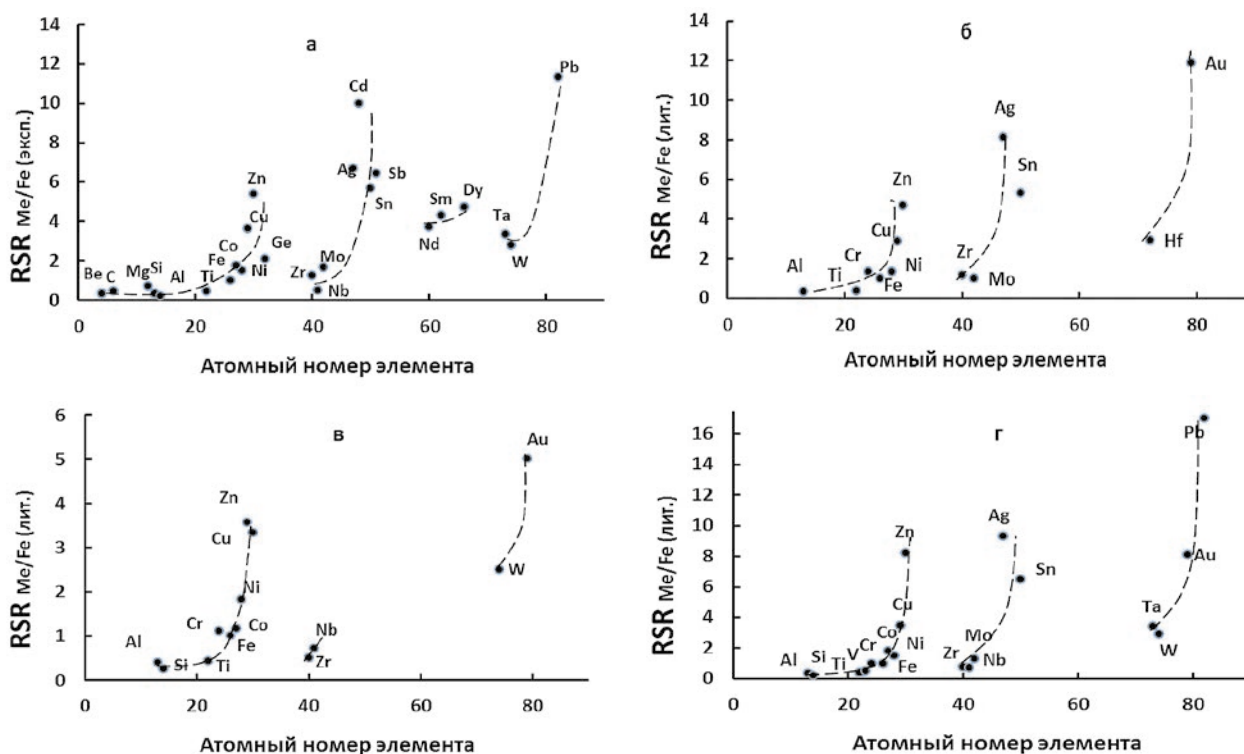 а
RSR Me/Fe (эксп.)
14
12
10
8
6
4
2
0
Pb
Cd
Ag
Sb
Sn
Zn
Cu
Co
Fe
Ge
Ni
Be
C
Mg
Si
Al
Ti
Zr
Mo
Nb
Sm
Dy
Nd
Ta
W
0 20 40 60 80
Атомный номер элемента
б
RSR Me/Fe (лит.)
14
12
10
8
6
4
2
0
Au
Ag
Sn
Zn
Cu
Cr
Ni
Fe
Al
Ti
Zr
Mo
Hf
0 20 40 60 80
Атомный номер элемента
в
RSR Me/Fe (лит.)
6
5
4
3
2
1
0
Au
Zn
Cu
W
Ni
Cr
Co
Fe
Al
Si
Ti
Nb
Zr
0 20 40 60 80
Атомный номер элемента
г
RSR Me/Fe (лит.)
16
14
12
10
8
6
4
2
0
Pb
Ag
Zn
Sn
Au
Cu
Co
Cr
V
Ni
Fe
Al
Si
Ti
Zr
Mo
Nb
Ta
W
0 20 40 60 80
Атомный номер элемента